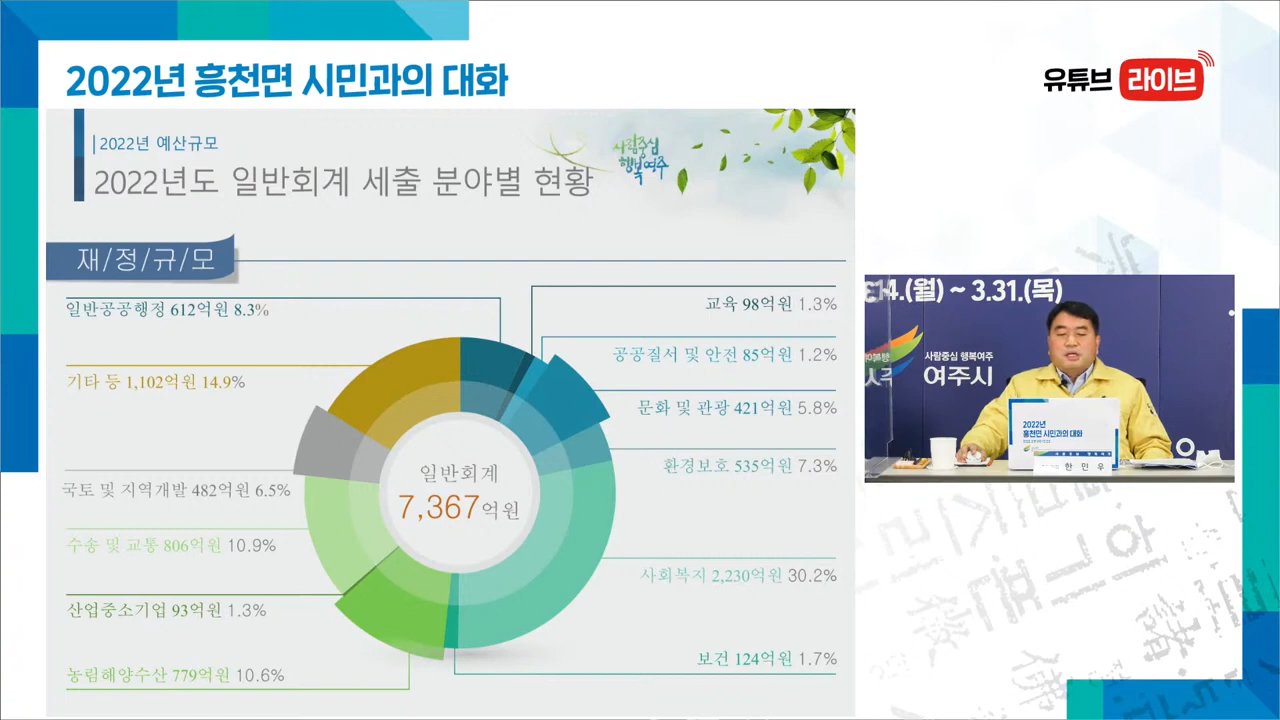 2022년 흥천면 시민과의 대화
유튜브 라이브
2022년 예산규모
사람중심
행복여주
2022년도 일반회계 세출 분야별 현황
재/정/규/모
일반공공행정 612억원 8.3%
기타 등 1,102억원 14.9%
국토 및 지역개발 482억원 6.5%
수송 및 교통 806억원 10.9%
산업중소기업 93억원 1.3%
농림해양수산 779억원 10.6%
일반회계
7,367억원
교육 98억원 1.3%
공공질서 및 안전 85억원 1.2%
문화 및 관광 421억원 5.8%
환경보호 535억원 7.3%
사회복지 2,230억원 30.2%
보건 124억원 1.7%
14.(월) ~ 3.31.(목)
사람중심 행복여주
여주시
2022년
흥천면 시민과의 대화
한 민 우